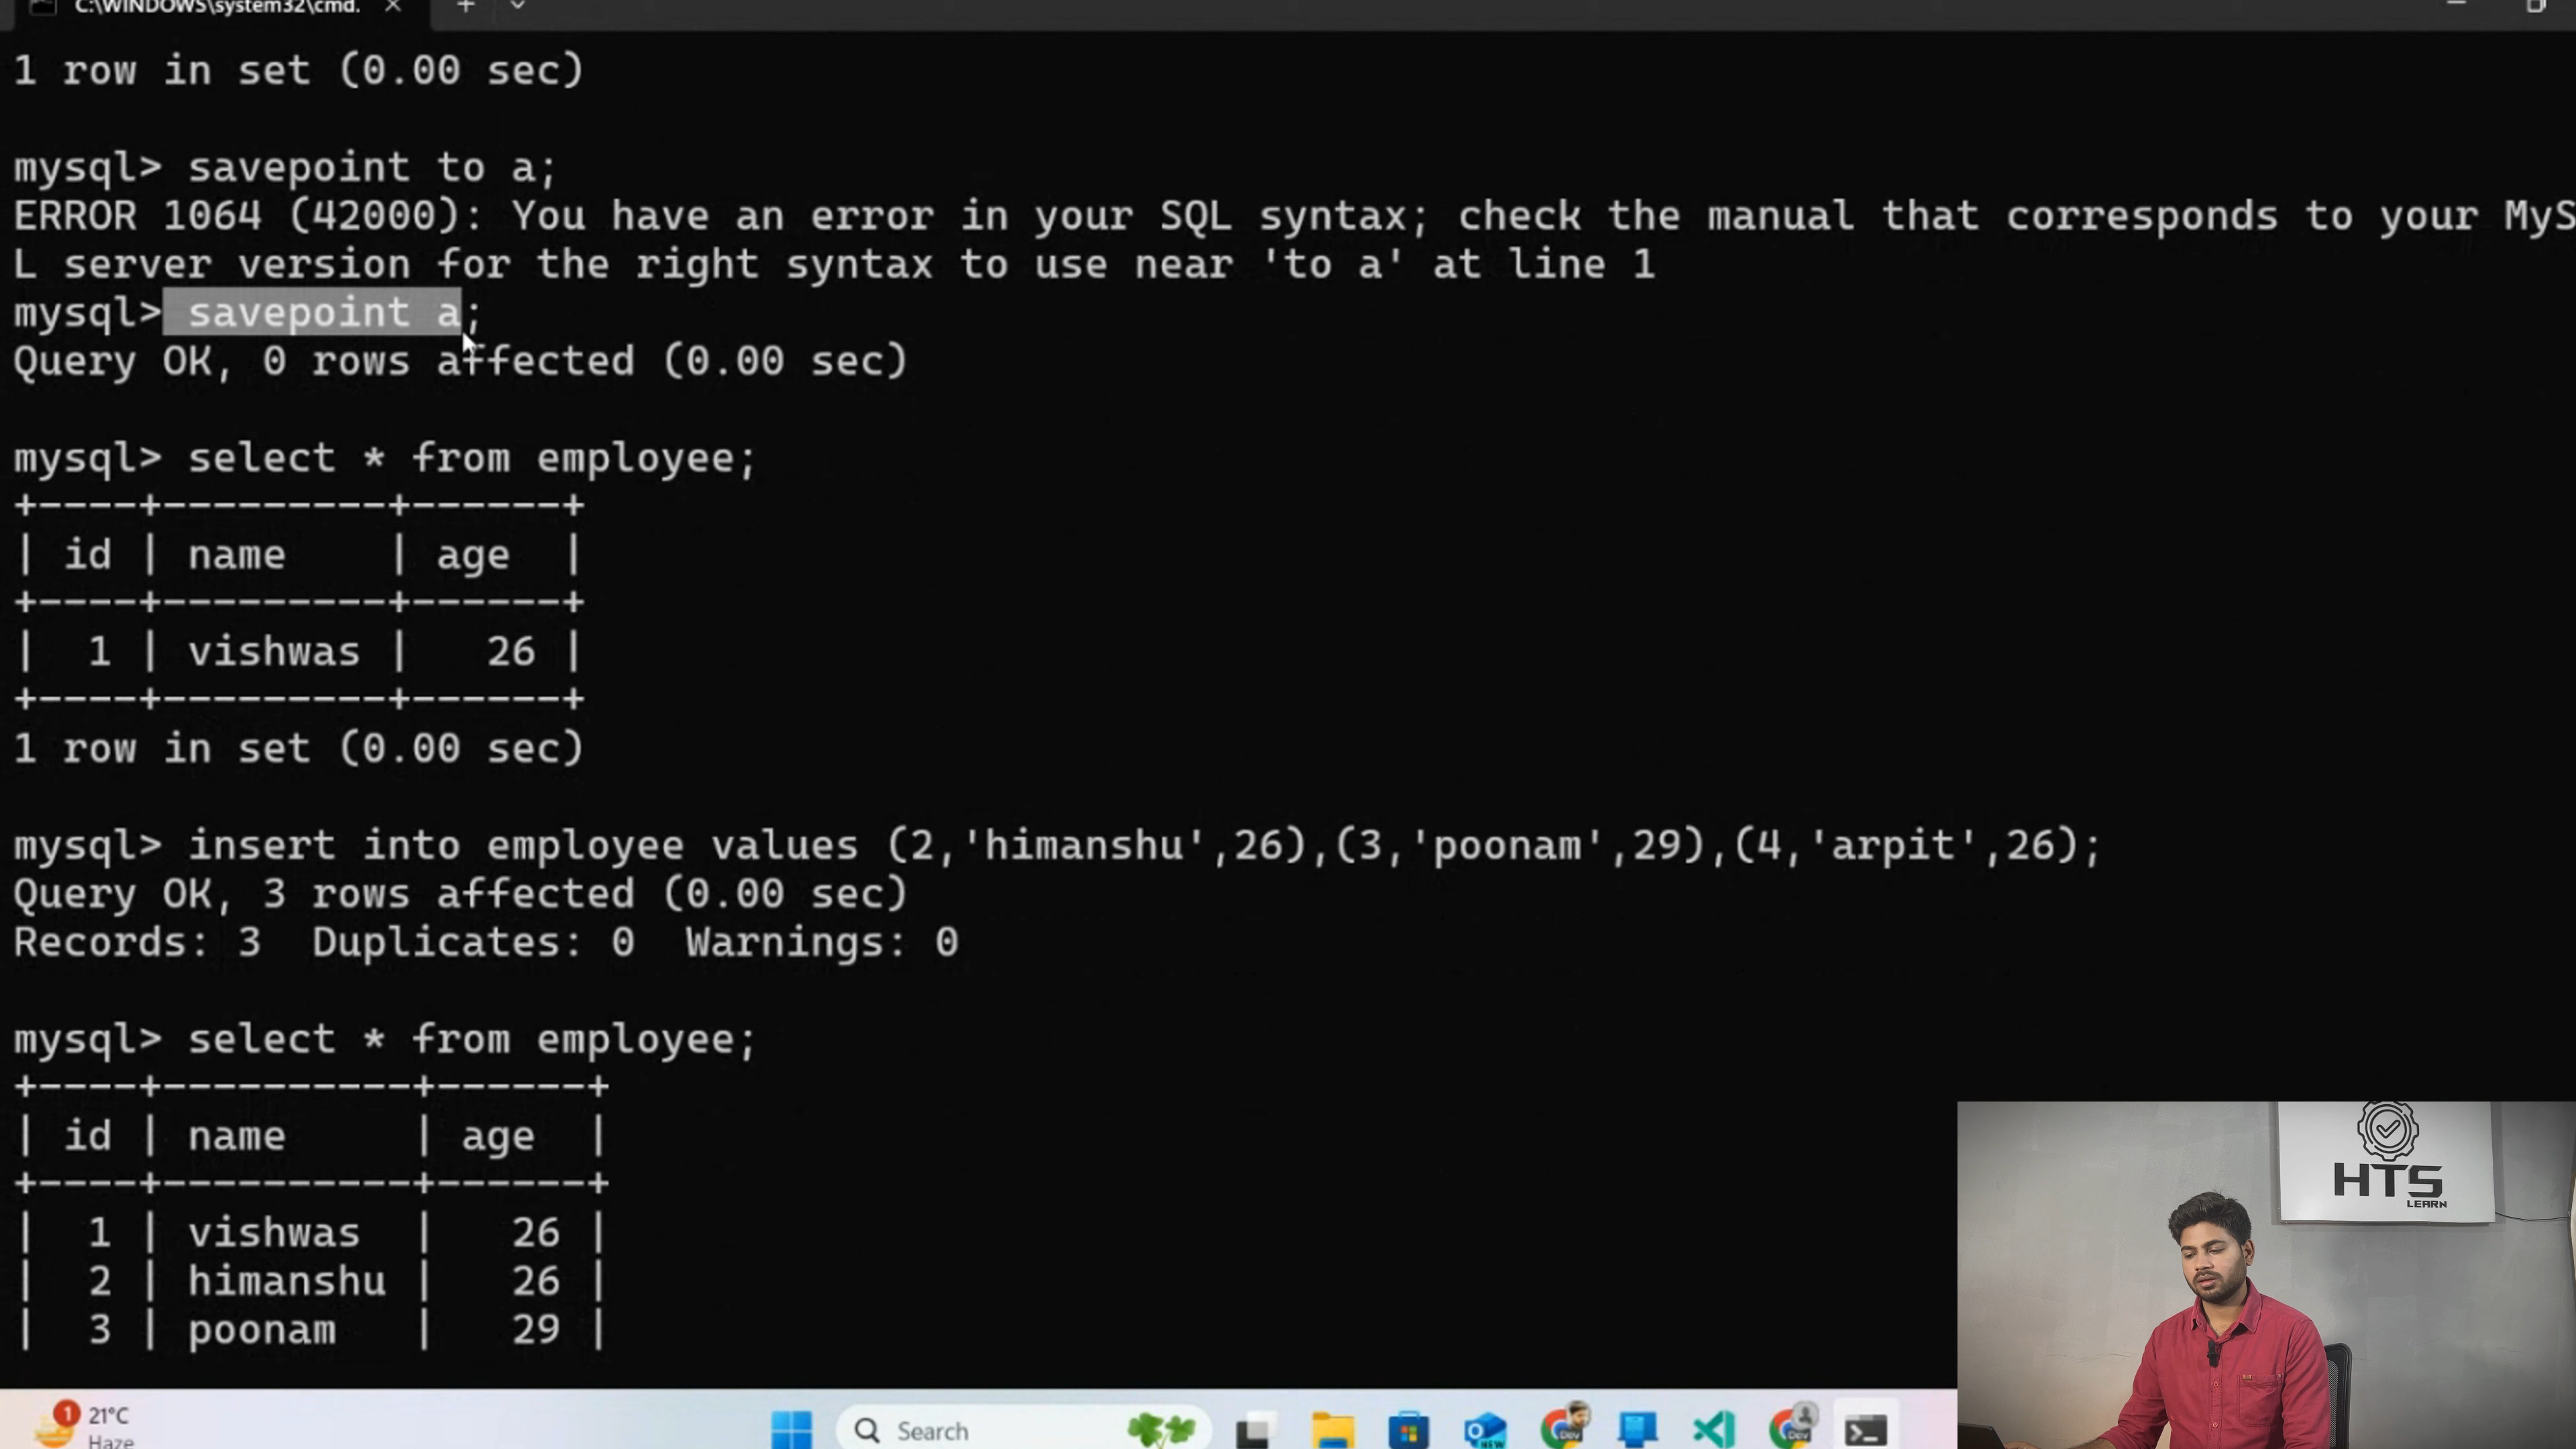 C:\WINDOWS\system32\cmd.
1 row in set (0.00 sec)
mysql> savepoint to a;
ERROR 1064 (42000): You have an error in your SQL syntax; check the manual that corresponds to your MyS
L server version for the right syntax to use near 'to a' at line 1
mysql> savepoint a;
Query OK, 0 rows affected (0.00 sec)
mysql> select * from employee;
+----+---------+------+
| id | name    | age  |
+----+---------+------+
|  1 | vishwas |   26 |
+----+---------+------+
1 row in set (0.00 sec)
mysql> insert into employee values (2,'himanshu',26),(3,'poonam',29),(4,'arpit',26);
Query OK, 3 rows affected (0.00 sec)
Records: 3  Duplicates: 0  Warnings: 0
mysql> select * from employee;
+----+----------+------+
| id | name     | age  |
+----+----------+------+
|  1 | vishwas  |   26 |
|  2 | himanshu |   26 |
|  3 | poonam   |   29 |
HTS
LEARN
1
21°C
Haze
Search
NEW
Dev
Dev